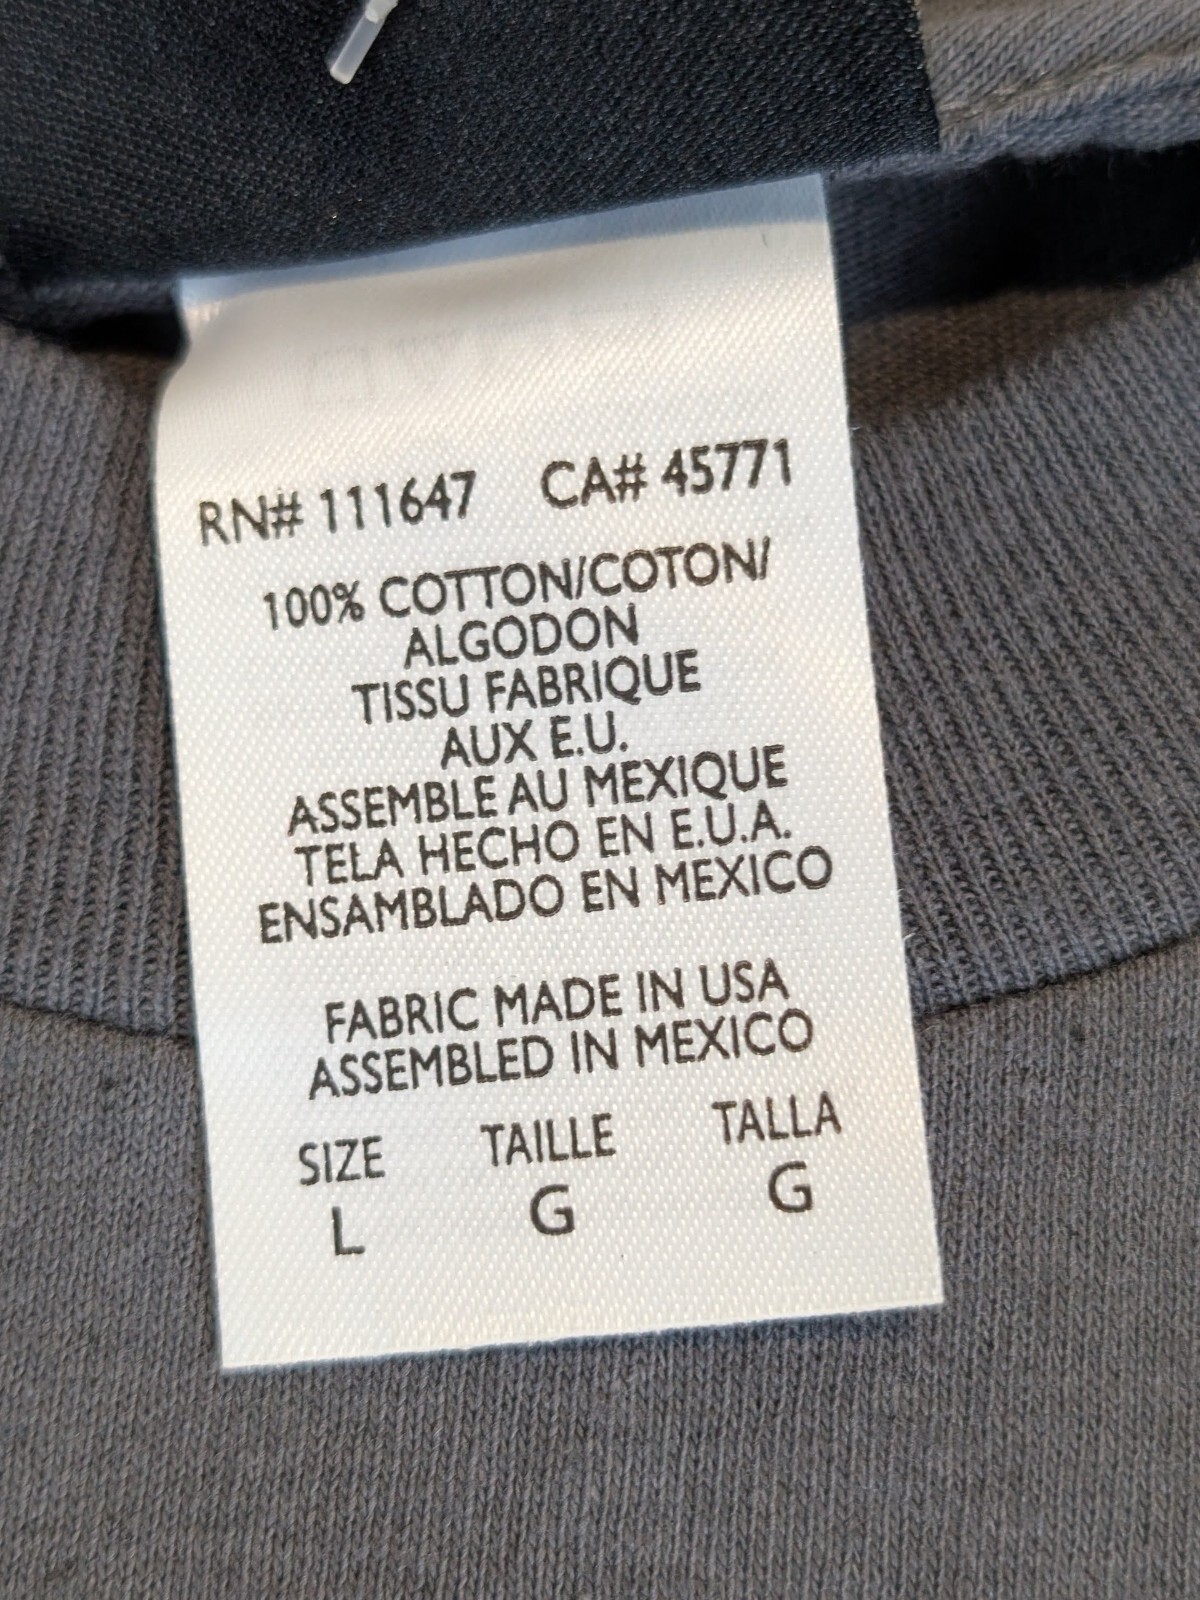 RN# 111647 CA# 45771
100% COTTON/COTON/
ALGODON
TISSU FABRIQUE
AUX E.U.
ASSEMBLE AU MEXIQUE
TELA HECHO EN E.U.A.
ENSAMBLADO EN MEXICO
FABRIC MADE IN USA
ASSEMBLED IN MEXICO
SIZE TAILLE TALLA
L G G